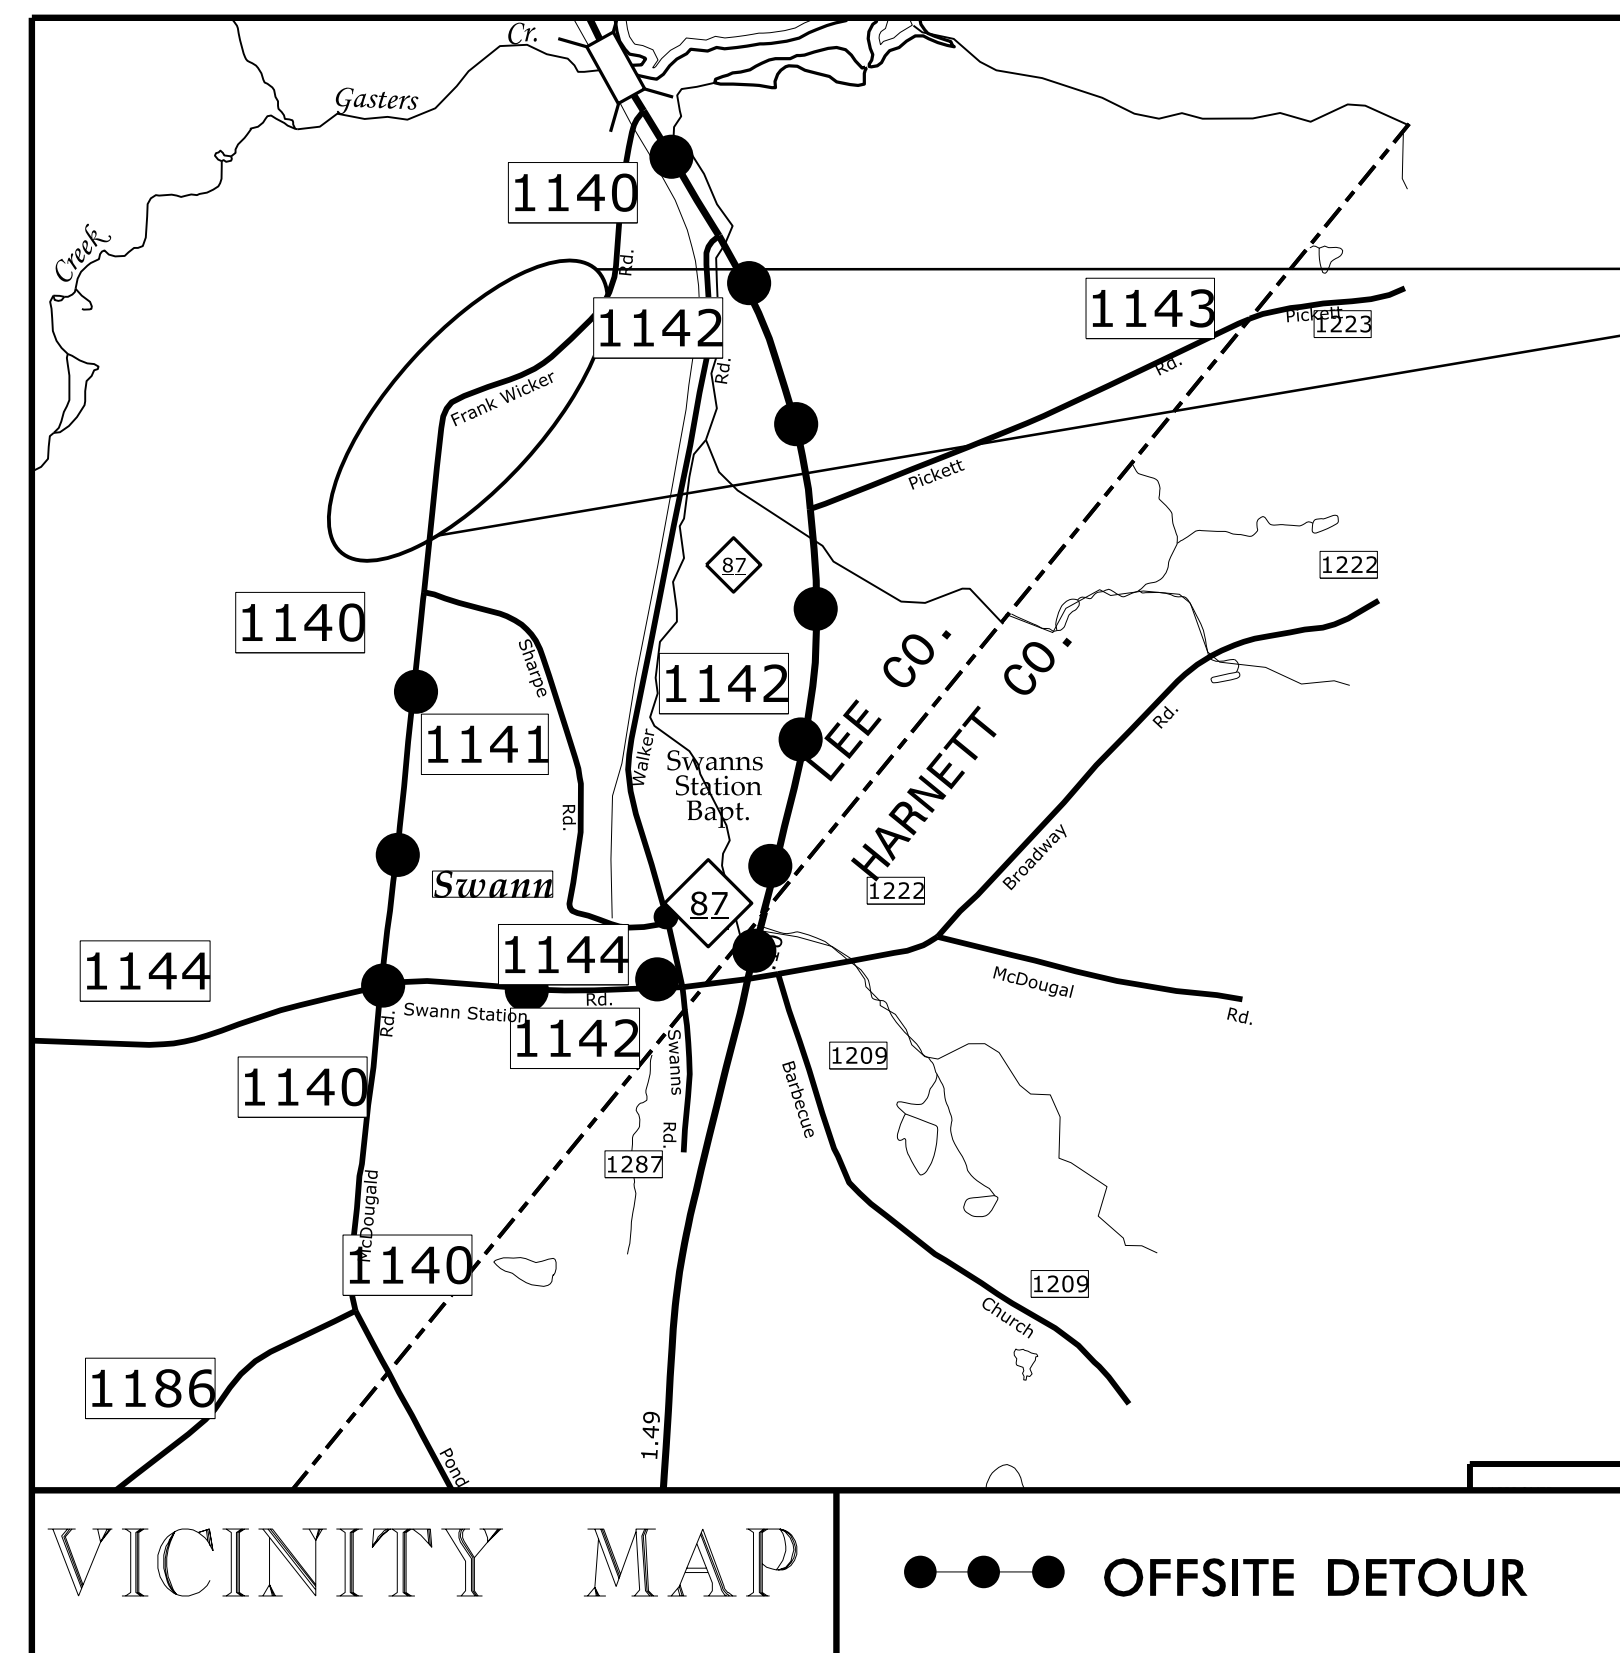 Cr.
Gasters
1140
Creek
Rd.
1142
1143
Pickett
1223
Rd.
Rd.
Frank Wicker
Pickett
87
1222
1140
Sharpe
1142
LEE CO.
HARNETT CO.
Rd.
1141
Walker
Swanns
Station
Bapt.
Rd.
Broadway
Swann
87
1222
1144
1144
McDougal
Rd.
Rd.
Swann Station
Rd.
1142
Swanns
1209
1140
Barbecue
Rd.
1287
McDougald
1140
1209
Church
1186
1.49
Pond
VICINITY MAP
OFFSITE DETOUR